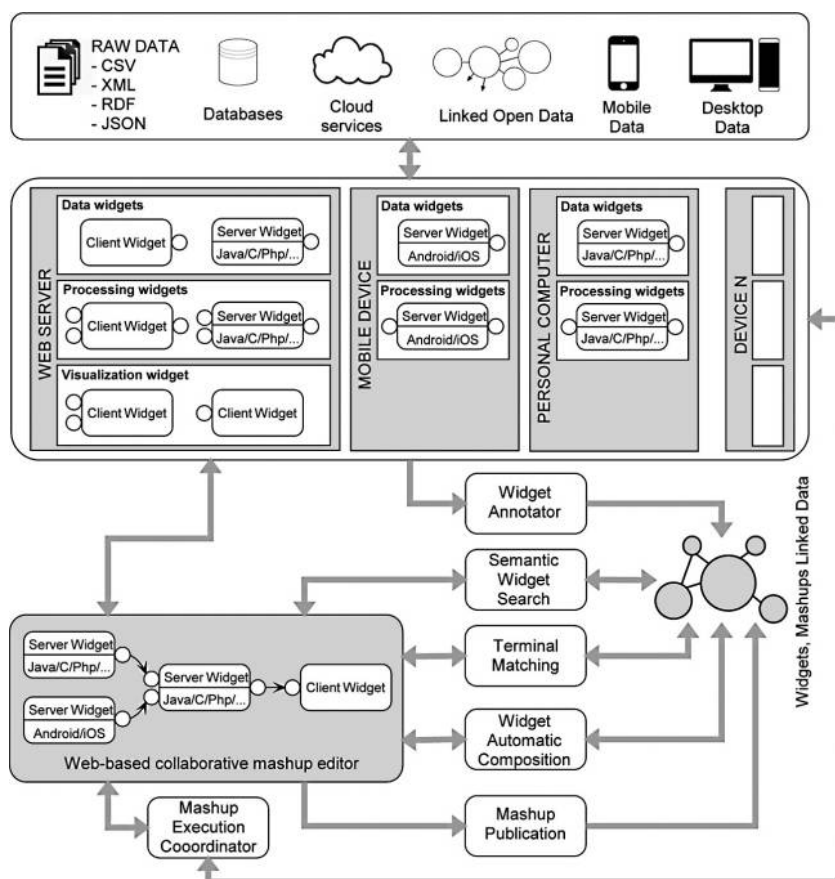 RAW DATA
- CSV
- XML
- RDF
- JSON
Databases
Cloud
services
Linked Open Data
Mobile
Data
Desktop
Data
WEB SERVER
Data widgets
Client Widget
Server Widget
Java/C/Php/...
Processing widgets
Client Widget
Server Widget
Java/C/Php/...
Visualization widget
Client Widget
Client Widget
MOBILE DEVICE
Data widgets
Server Widget
Android/iOS
Processing widgets
Server Widget
Android/iOS
PERSONAL COMPUTER
Data widgets
Server Widget
Java/C/Php/...
Processing widgets
Server Widget
Java/C/Php/...
DEVICE N
Widget
Annotator
Semantic
Widget
Search
Terminal
Matching
Widget
Automatic
Composition
Mashup
Publication
Widgets, Mashups Linked Data
Server Widget
Java/C/Php/...
Server Widget
Android/iOS
Server Widget
Java/C/Php/...
Client Widget
Web-based collaborative mashup editor
Mashup
Execution
Cooordinator